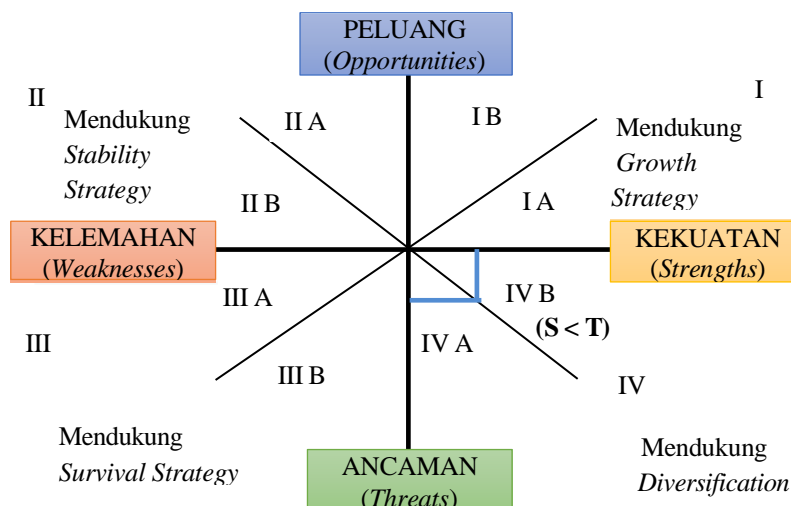 PELUANG
(Opportunities)
II
I
II A
I B
Mendukung
Stability
Strategy
Mendukung
Growth
Strategy
II B
I A
KELEMAHAN
(Weaknesses)
KEKUATAN
(Strengths)
III A
IV B
(S < T)
III
IV A
III B
IV
Mendukung
Survival Strategy
ANCAMAN
(Threats)
Mendukung
Diversification